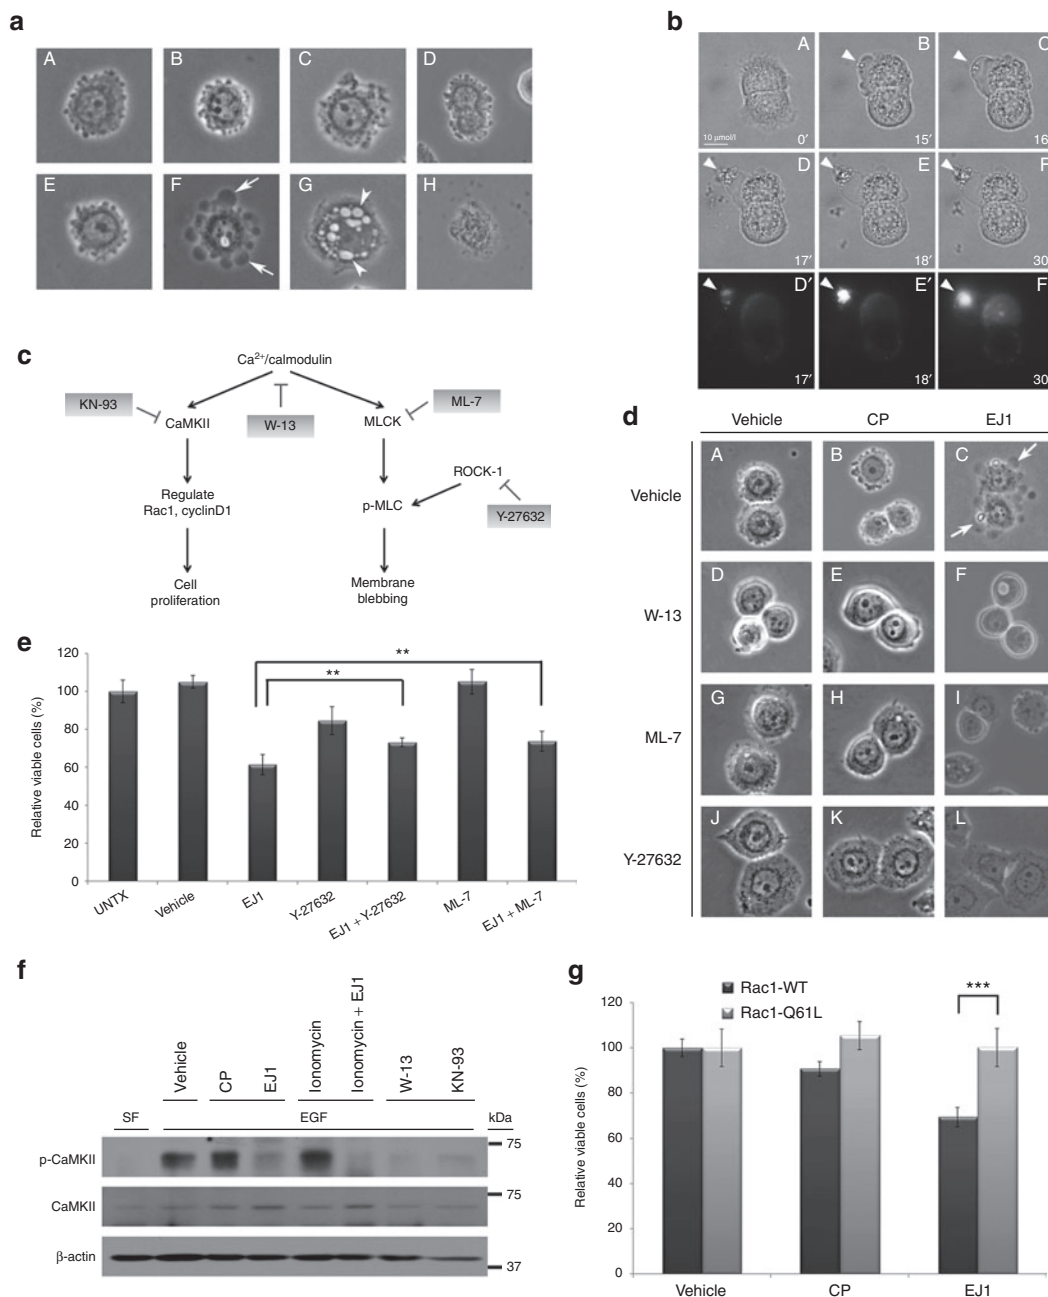 a
A
B
C
D
E
F
G
H
b
A
B
C
10 µmol/l
0′
15′
16
D
E
F
17′
18′
30
D′
E′
F
17′
18′
30
c
Ca2+/calmodulin
KN-93
ML-7
CaMKII
W-13
MLCK
ROCK-1
Regulate
Rac1, cyclinD1
p-MLC
Y-27632
Cell
proliferation
Membrane
blebbing
d
Vehicle
CP
EJ1
Vehicle
A
B
C
W-13
D
E
F
ML-7
G
H
I
Y-27632
J
K
L
e
Relative viable cells (%)
120
100
80
60
40
20
0
**
**
UNTX
Vehicle
EJ1
Y-27632
EJ1 + Y-27632
ML-7
EJ1 + ML-7
f
Vehicle
CP
EJ1
Ionomycin
Ionomycin + EJ1
W-13
KN-93
SF
EGF
kDa
p-CaMKII
75
CaMKII
75
β-actin
37
g
Rac1-WT
Rac1-Q61L
***
Relative viable cells (%)
120
100
80
60
40
20
0
Vehicle
CP
EJ1